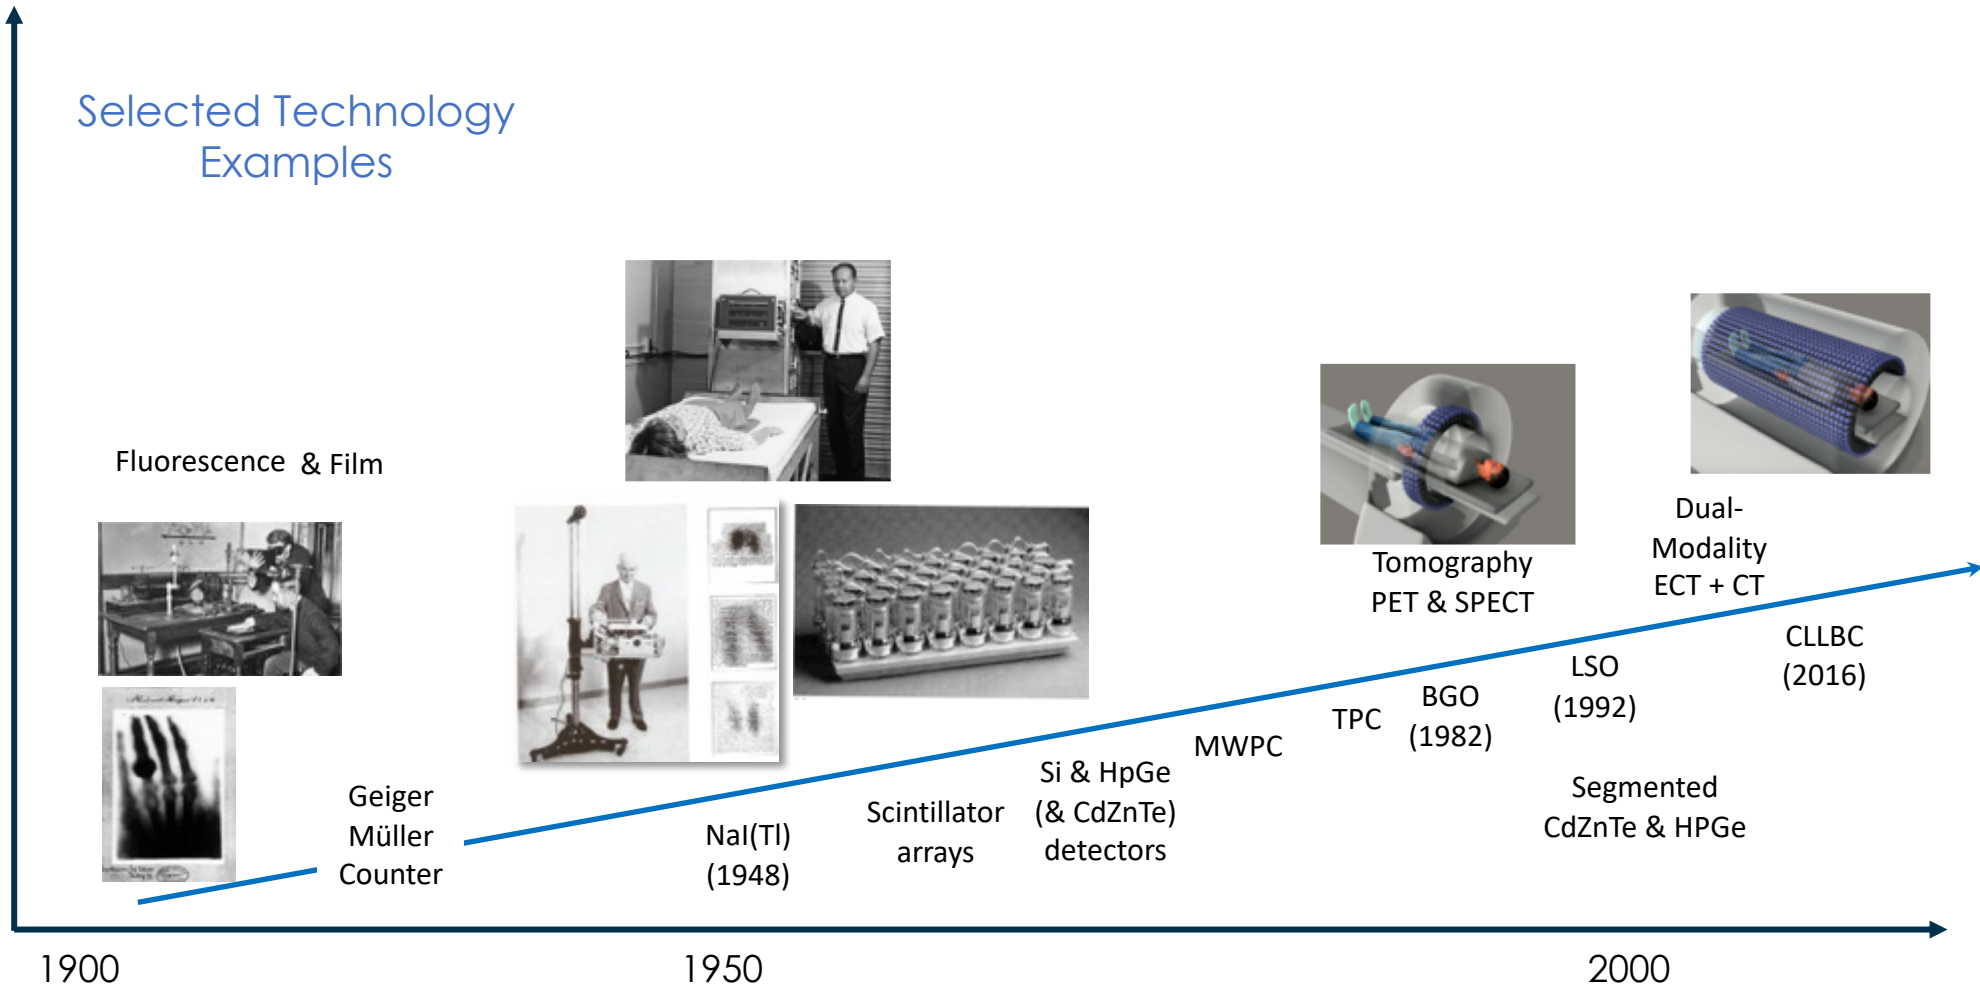 Selected Technology
Examples
Fluorescence & Film
Geiger
Müller
Counter
NaI(Tl)
(1948)
Scintillator
arrays
Si & HpGe
(& CdZnTe)
detectors
MWPC
TPC
BGO
(1982)
Tomography
PET & SPECT
LSO
(1992)
Segmented
CdZnTe & HPGe
Dual-
Modality
ECT + CT
CLLBC
(2016)
1900
1950
2000